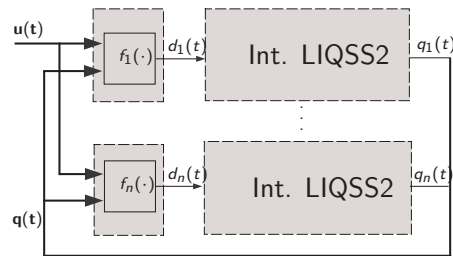 u(t)
f₁(·)
d₁(t)
Int. LIQSS2
q₁(t)
fₙ(·)
dₙ(t)
Int. LIQSS2
qₙ(t)
q(t)